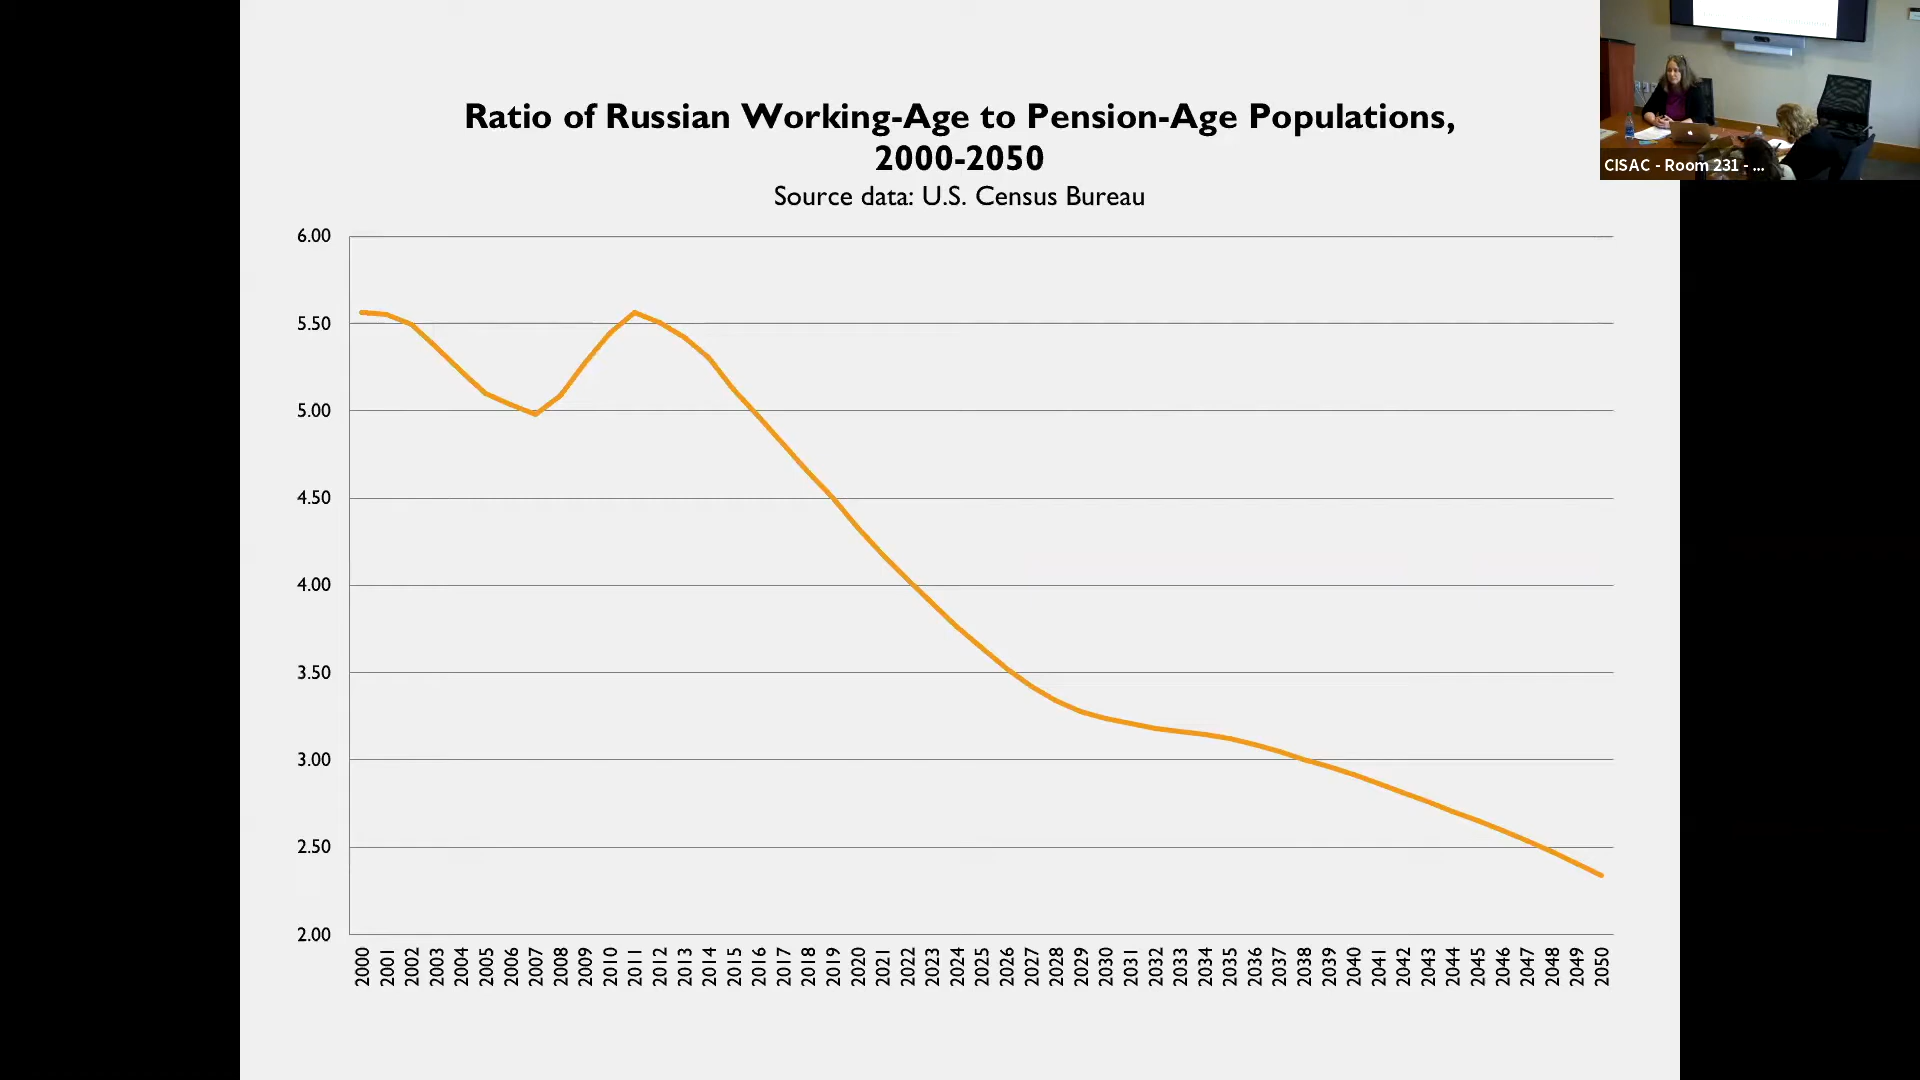 Ratio of Russian Working-Age to Pension-Age Populations,
2000-2050
Source data: U.S. Census Bureau
CISAC - Room 231 - ...
6.00
5.50
5.00
4.50
4.00
3.50
3.00
2.50
2.00
2000 2001 2002 2003 2004 2005 2006 2007 2008 2009 2010 2011 2012 2013 2014 2015 2016 2017 2018 2019 2020 2021 2022 2023 2024 2025 2026 2027 2028 2029 2030 2031 2032 2033 2034 2035 2036 2037 2038 2039 2040 2041 2042 2043 2044 2045 2046 2047 2048 2049 2050